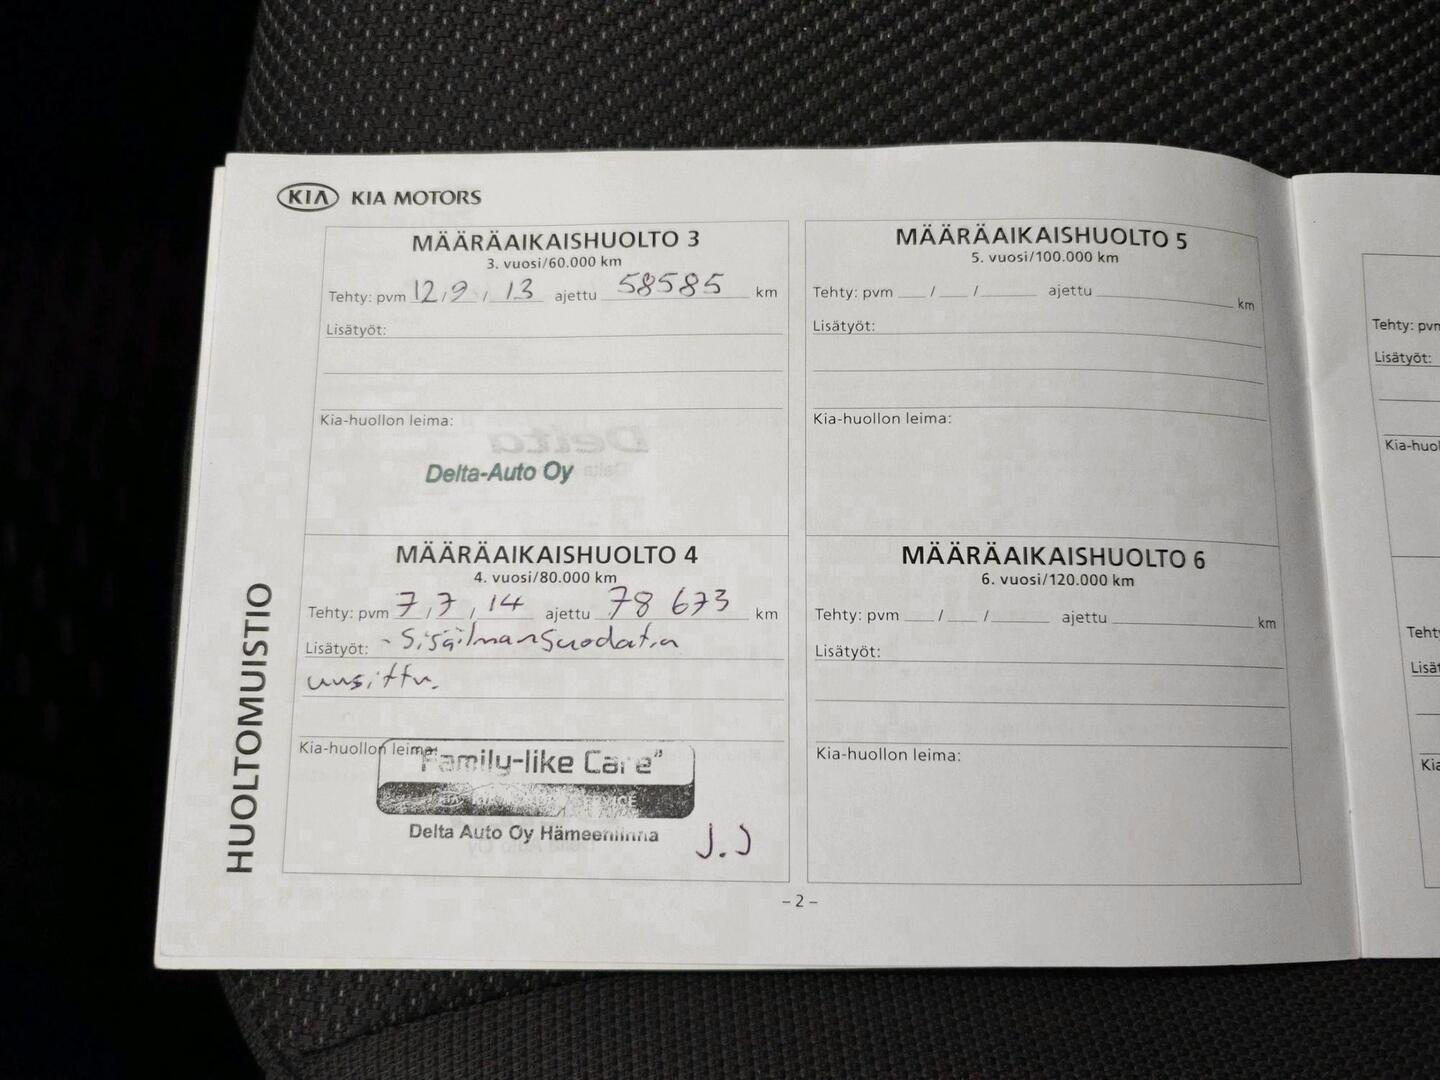 KIA KIA MOTORS
MÄÄRÄAIKAISHUOLTO 3
3. vuosi/60.000 km
Tehty: pvm 12/9/13 ajettu 58585 km
Lisätyöt:
Kia-huollon leima:
Delta
Delta-Auto Oy
MÄÄRÄAIKAISHUOLTO 4
4. vuosi/80.000 km
Tehty: pvm 7/7/14 ajettu 78 673 km
Lisätyöt: - Sisäilmansuodatin
uusittu.
Kia-huollon leima:
"Family-like Care"
SERVICE
Delta Auto Oy Hämeenlinna
J.J
MÄÄRÄAIKAISHUOLTO 5
5. vuosi/100.000 km
Tehty: pvm / / ajettu km
Lisätyöt:
Kia-huollon leima:
MÄÄRÄAIKAISHUOLTO 6
6. vuosi/120.000 km
Tehty: pvm / / ajettu km
Lisätyöt:
Kia-huollon leima:
HUOLTOMUISTIO
– 2 –
Tehty: pvm
Lisätyöt: